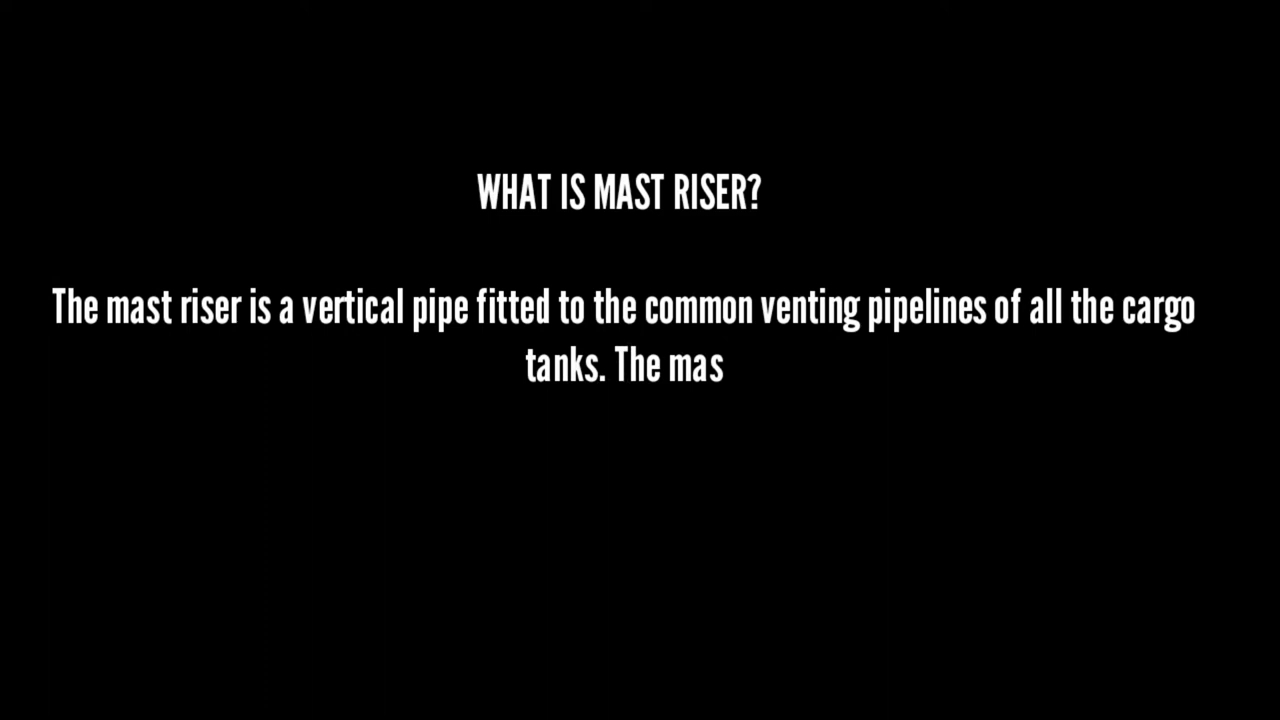 WHAT IS MAST RISER?
The mast riser is a vertical pipe fitted to the common venting pipelines of all the cargo
tanks. The mas